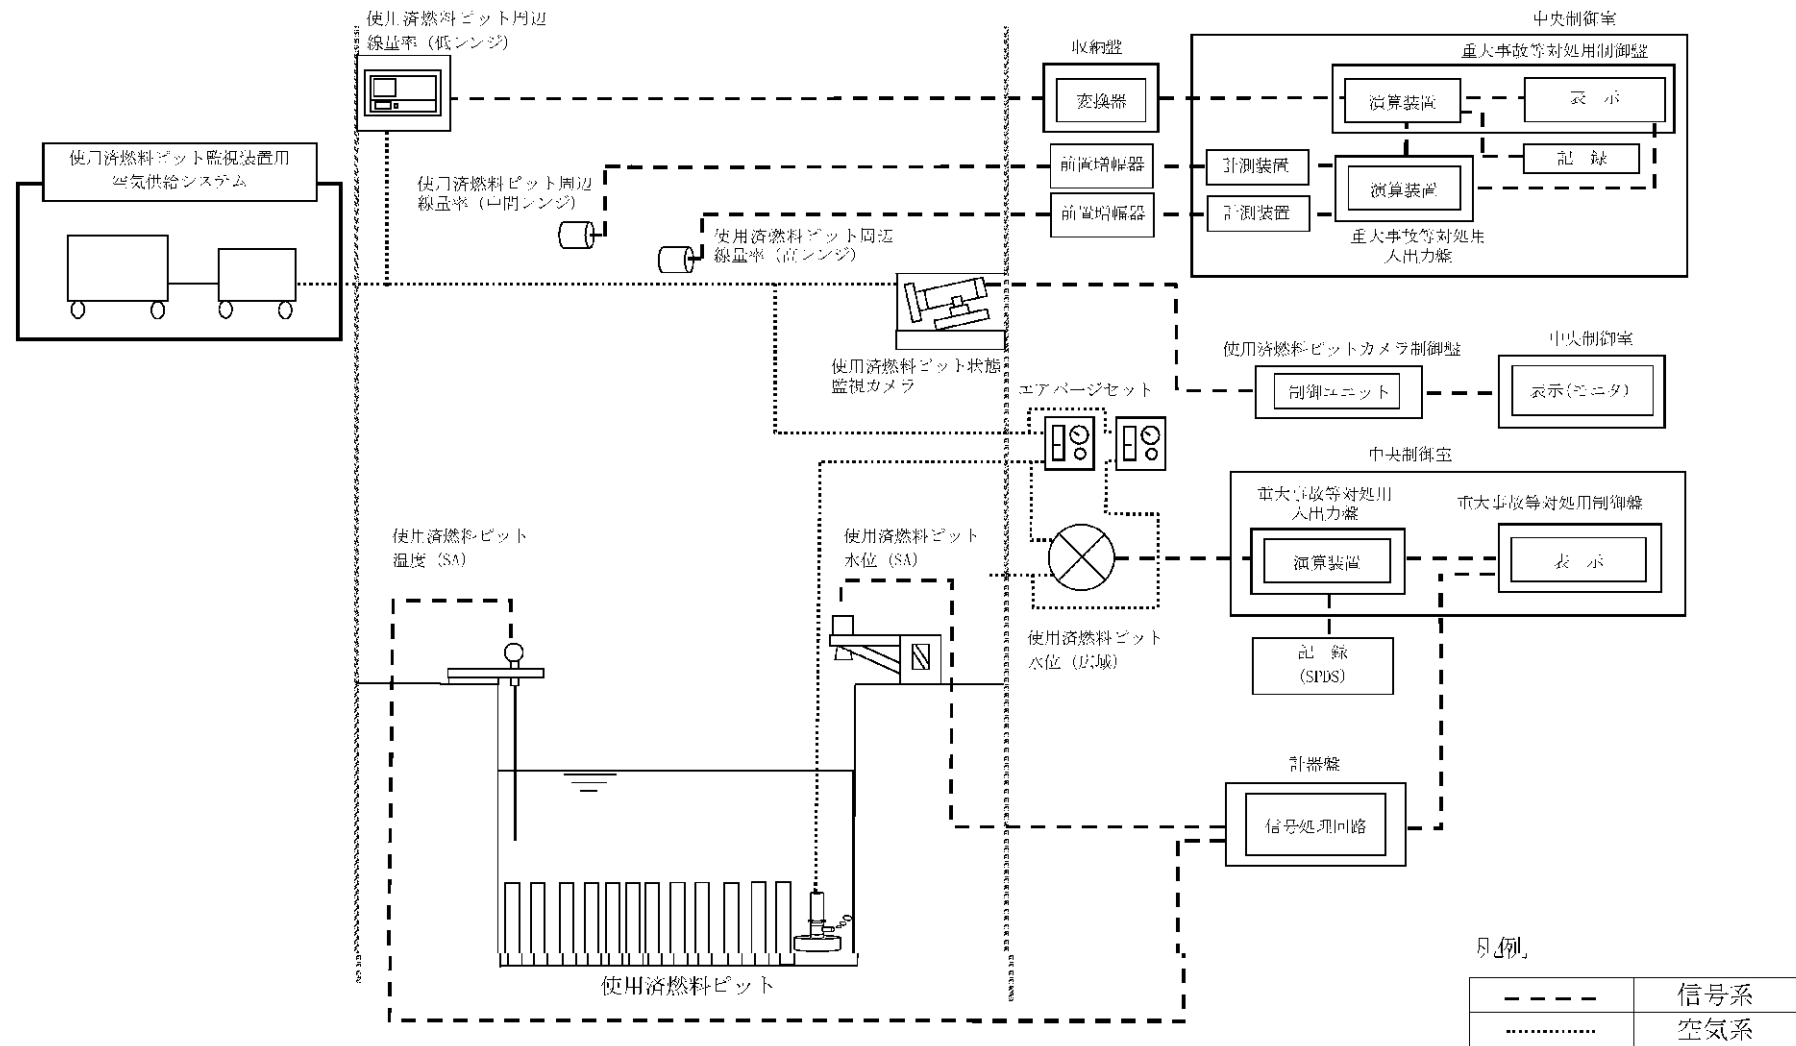 使用済燃料ピット周辺
線量率（低レンジ）
収納盤
中央制御室
重大事故等対処用制御盤
変換器
演算装置
表　示
使用済燃料ピット監視装置用
空気供給システム
使用済燃料ピット周辺
線量率（中間レンジ）
前置増幅器
計測装置
記　録
演算装置
前置増幅器
計測装置
使用済燃料ピット周辺
線量率（高レンジ）
重大事故等対処用
入出力盤
使用済燃料ピット状態
監視カメラ
使用済燃料ピットカメラ制御盤
中央制御室
制御ユニット
表示(モニタ)
エアパージセット
中央制御室
重大事故等対処用
入出力盤
重大事故等対処用制御盤
演算装置
表　示
使用済燃料ピット
温度（SA）
使用済燃料ピット
水位（SA）
使用済燃料ピット
水位（広域）
記　録
（SPDS）
計器盤
信号処理回路
使用済燃料ピット
凡例
信号系
空気系